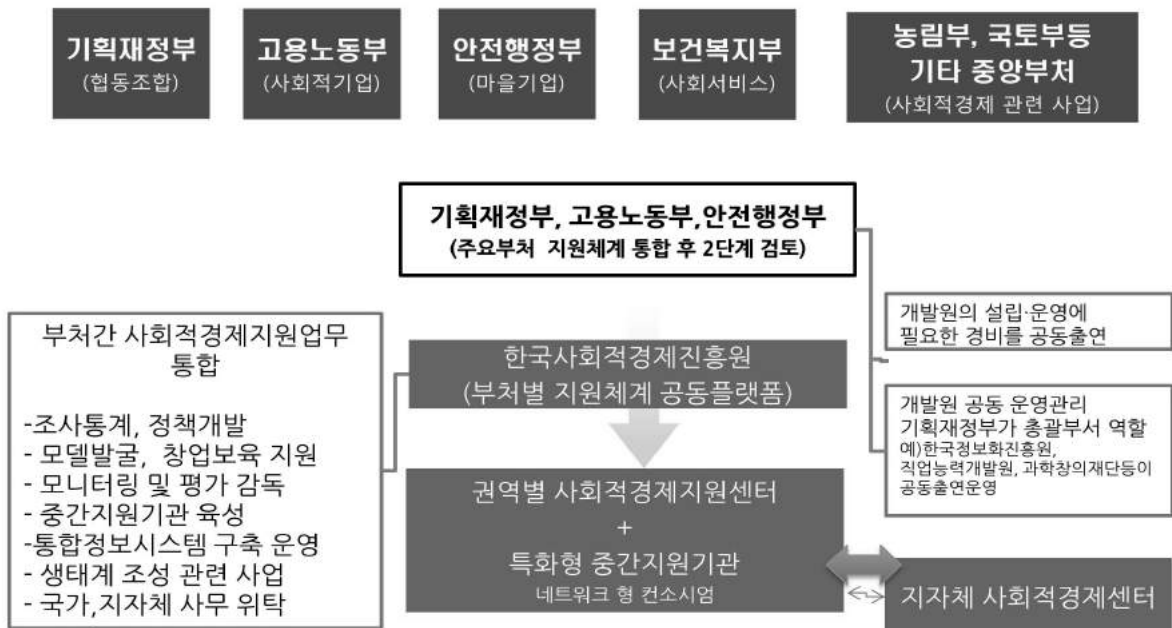 기획재정부
(협동조합)
고용노동부
(사회적기업)
안전행정부
(마을기업)
보건복지부
(사회서비스)
농림부, 국토부등
기타 중앙부처
(사회적경제 관련 사업)
기획재정부, 고용노동부,안전행정부
(주요부처 지원체계 통합 후 2단계 검토)
부처간 사회적경제지원업무
통합
-조사통계, 정책개발
- 모델발굴, 창업보육 지원
- 모니터링 및 평가 감독
- 중간지원기관 육성
-통합정보시스템 구축 운영
- 생태계 조성 관련 사업
- 국가,지자체 사무 위탁
한국사회적경제진흥원
(부처별 지원체계 공동플랫폼)
권역별 사회적경제지원센터
+
특화형 중간지원기관
네트워크 형 컨소시엄
개발원의 설립·운영에
필요한 경비를 공동출연
개발원 공동 운영관리
기획재정부가 총괄부서 역할
예)한국정보화진흥원,
직업능력개발원, 과학창의재단등이
공동출연운영
지자체 사회적경제센터